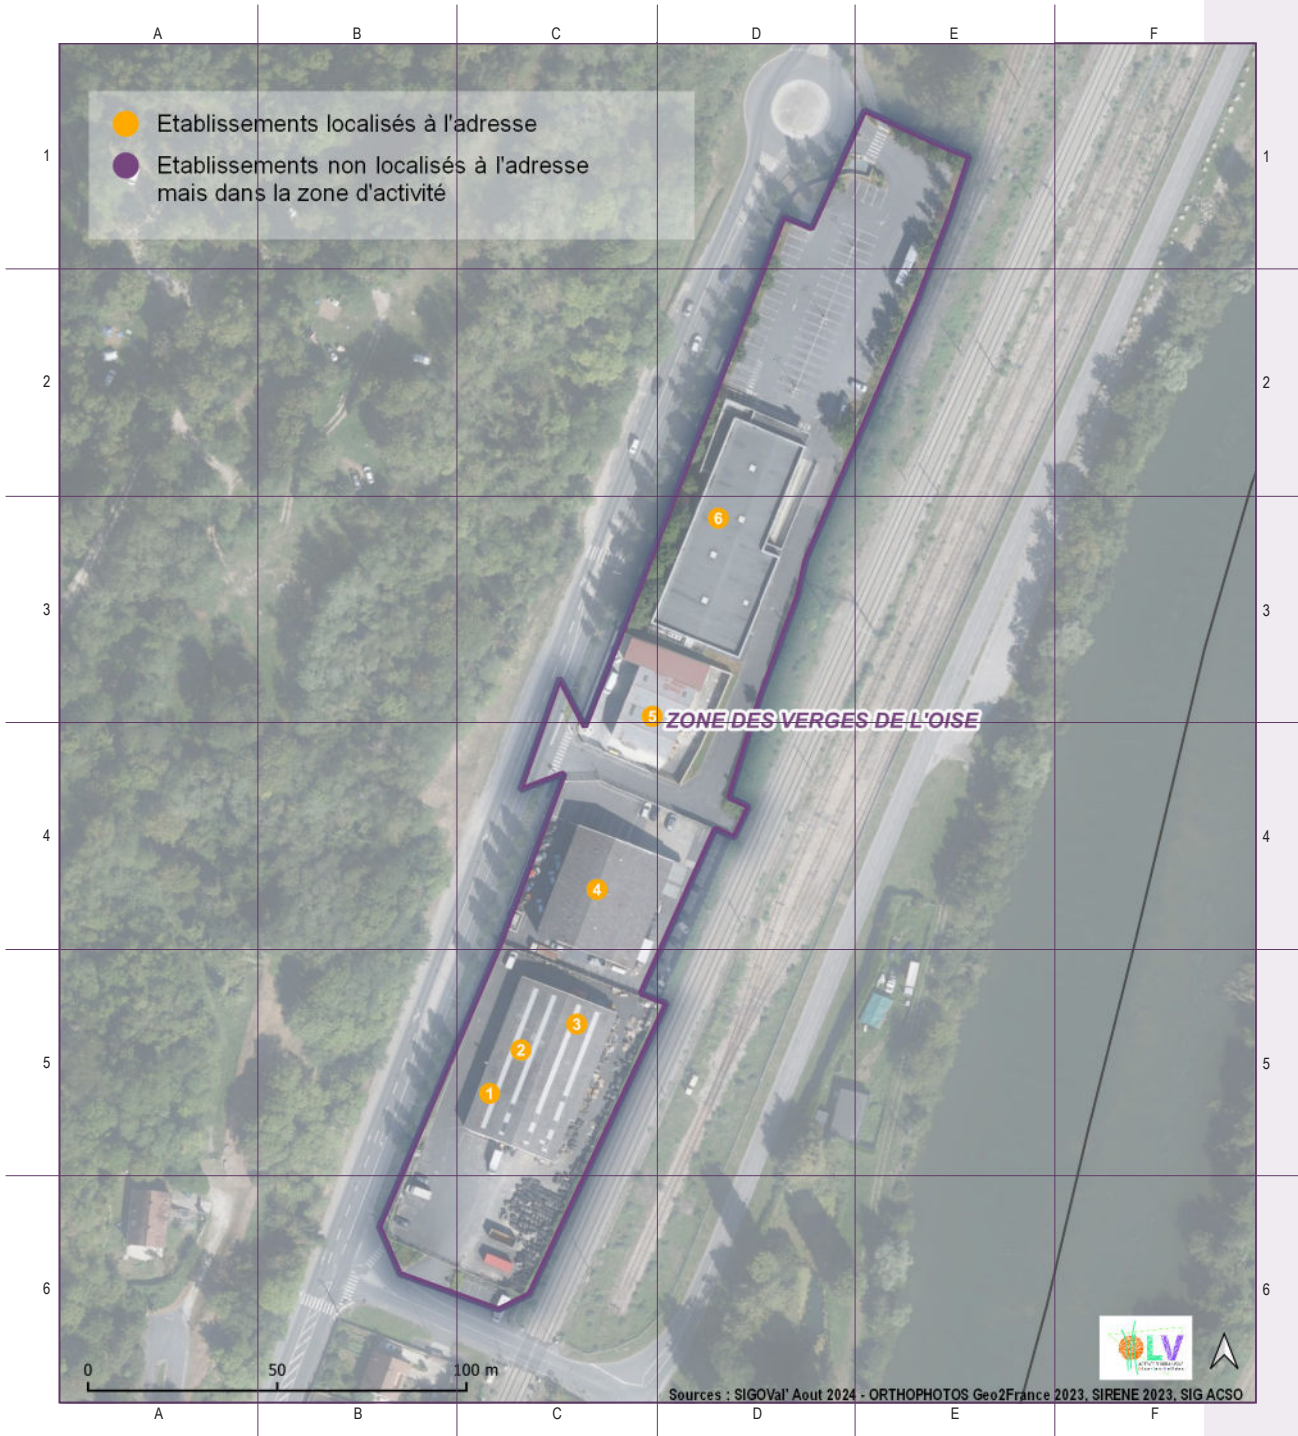 A B C D E F
Etablissements localisés à l'adresse
Etablissements non localisés à l'adresse
mais dans la zone d'activité
1 1
2 2
6
3 3
5 ZONE DES VERGES DE L'OISE
4 4
4
3
2
5 5
1
6 6
LV
0 50 100 m
Sources : SIGOVal' Aout 2024 - ORTHOPHOTOS Geo2France 2023, SIRENE 2023, SIG ACSO
A B C D E F